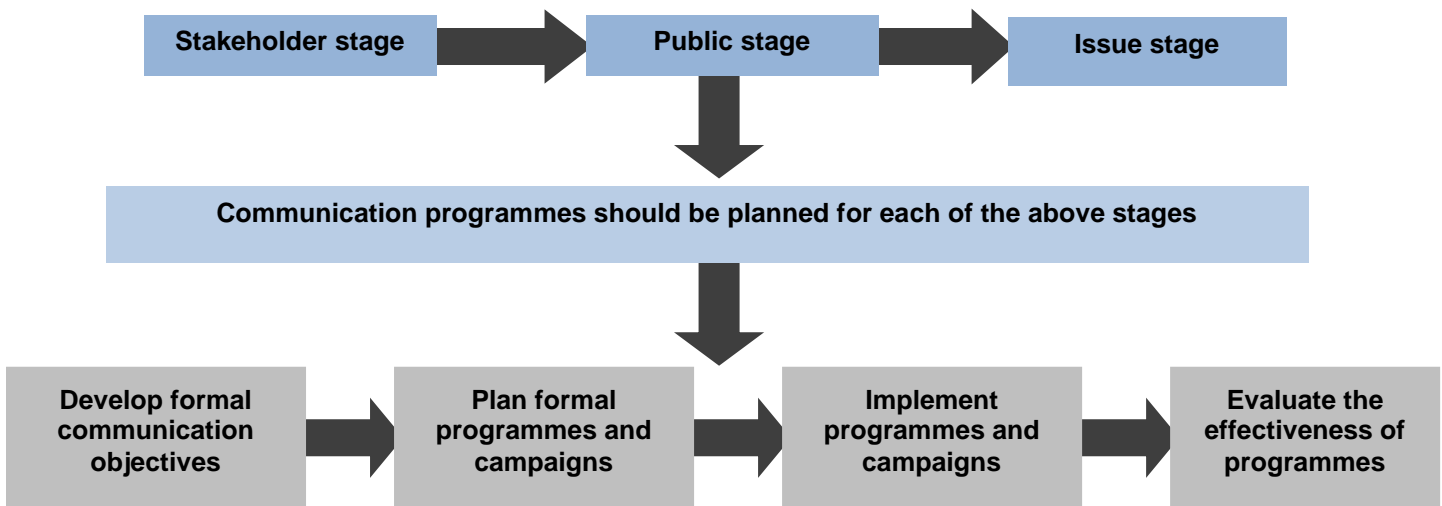 Stakeholder stage
Public stage
Issue stage
Communication programmes should be planned for each of the above stages
Develop formal
communication
objectives
Plan formal
programmes and
campaigns
Implement
programmes and
campaigns
Evaluate the
effectiveness of
programmes